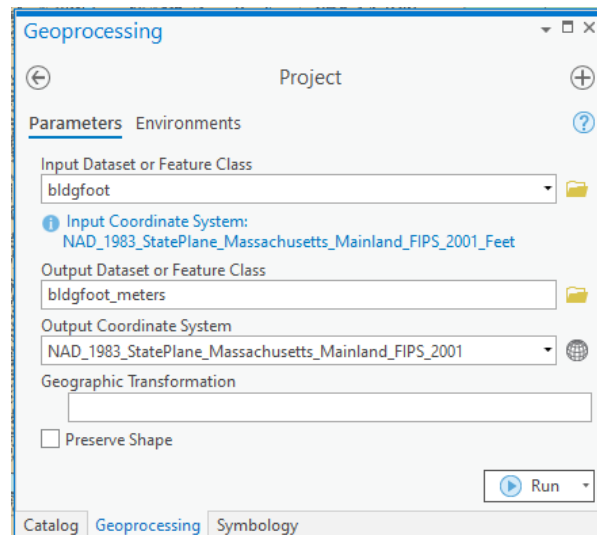 Geoprocessing
Project
Parameters Environments
Input Dataset or Feature Class
bldgfoot
Input Coordinate System:
NAD_1983_StatePlane_Massachusetts_Mainland_FIPS_2001_Feet
Output Dataset or Feature Class
bldgfoot_meters
Output Coordinate System
NAD_1983_StatePlane_Massachusetts_Mainland_FIPS_2001
Geographic Transformation
Preserve Shape
Run
Catalog Geoprocessing Symbology